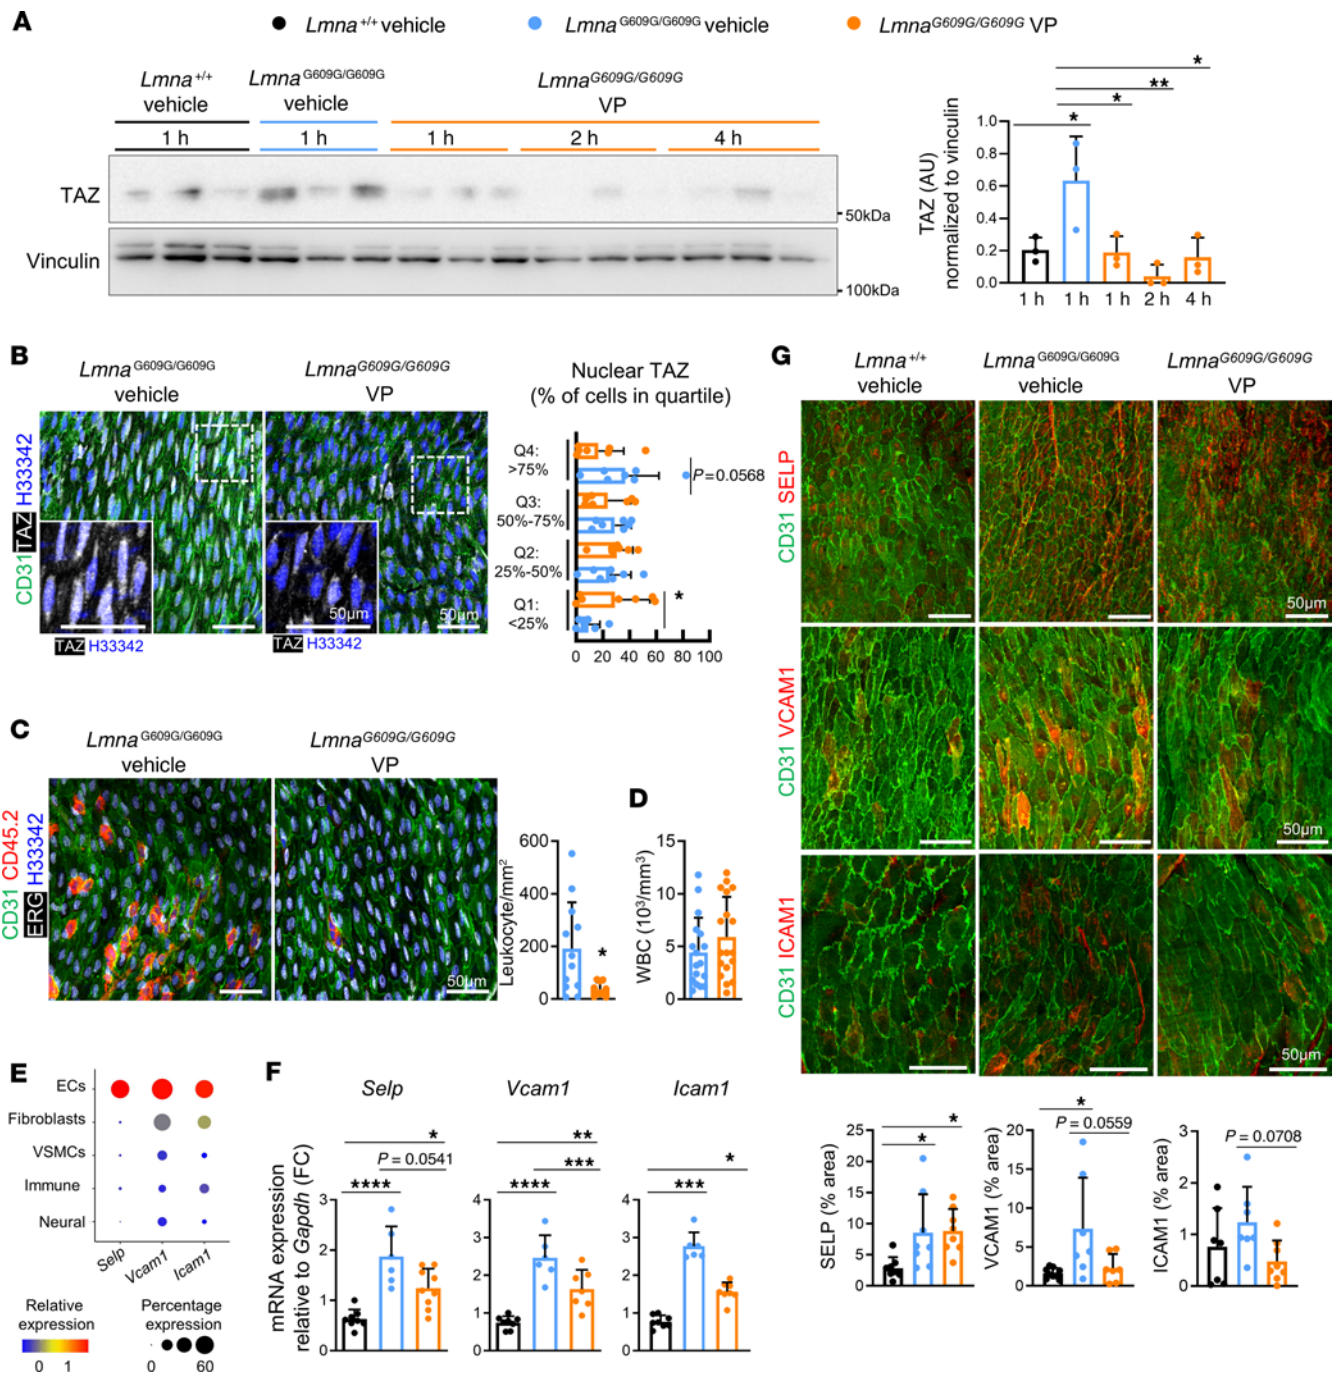 A
Lmna+/+ vehicle
LmnaG609G/G609G vehicle
LmnaG609G/G609G VP
Lmna+/+
vehicle
LmnaG609G/G609G
vehicle
LmnaG609G/G609G
VP
1 h
1 h
1 h
2 h
4 h
TAZ
50kDa
Vinculin
100kDa
TAZ (AU)
normalized to vinculin
*
**
*
*
1.0
0.8
0.6
0.4
0.2
0.0
1 h 1 h 1 h 2 h 4 h
B
LmnaG609G/G609G
vehicle
LmnaG609G/G609G
VP
CD31 TAZ H33342
50µm
50µm
TAZ H33342
TAZ H33342
Nuclear TAZ
(% of cells in quartile)
Q4:
>75%
P = 0.0568
Q3:
50%-75%
Q2:
25%-50%
Q1:
<25%
*
0 20 40 60 80 100
C
LmnaG609G/G609G
vehicle
LmnaG609G/G609G
VP
CD31 CD45.2
ERG H33342
50µm
Leukocyte/mm2
600
400
200
0
*
D
WBC (103/mm3)
15
10
5
0
E
ECs
Fibroblasts
VSMCs
Immune
Neural
Selp
Vcam1
Icam1
Relative
expression
0 1
Percentage
expression
0 60
F
mRNA expression
relative to Gapdh (FC)
Selp
*
P = 0.0541
****
3
2
1
0
Vcam1
**
***
****
4
3
2
1
0
Icam1
*
***
4
3
2
1
0
G
Lmna+/+
vehicle
LmnaG609G/G609G
vehicle
LmnaG609G/G609G
VP
CD31 SELP
50µm
CD31 VCAM1
50µm
CD31 ICAM1
50µm
SELP (% area)
*
*
25
20
15
10
5
0
VCAM1 (% area)
*
P = 0.0559
20
15
10
5
0
ICAM1 (% area)
P = 0.0708
3
2
1
0